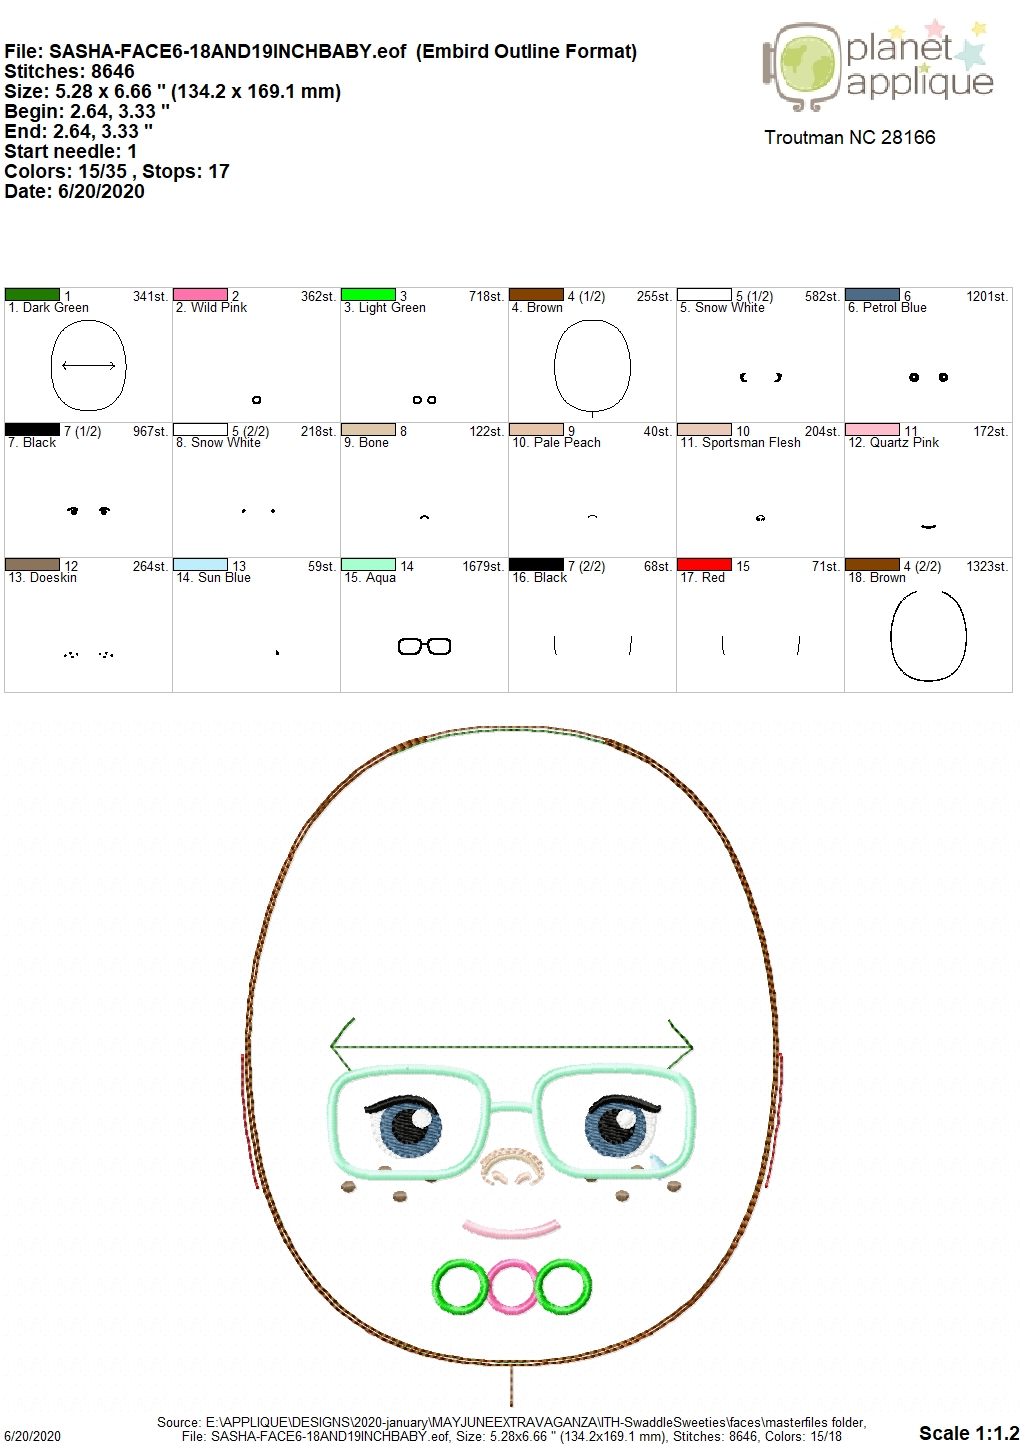 File: SASHA-FACE6-18AND19INCHBABY.eof (Embird Outline Format)
Stitches: 8646
Size: 5.28 x 6.66 " (134.2 x 169.1 mm)
Begin: 2.64, 3.33 "
End: 2.64, 3.33 "
Start needle: 1
Colors: 15/35 , Stops: 17
Date: 6/20/2020
planet
applique
Troutman NC 28166
1 341st. 2 362st. 3 718st. 4 (1/2) 255st. 5 (1/2) 582st. 6 1201st.
1. Dark Green 2. Wild Pink 3. Light Green 4. Brown 5. Snow White 6. Petrol Blue
7 (1/2) 967st. 5 (2/2) 218st. 8 122st. 9 40st. 10 204st. 11 172st.
7. Black 8. Snow White 9. Bone 10. Pale Peach 11. Sportsman Flesh 12. Quartz Pink
12 264st. 13 59st. 14 1679st. 7 (2/2) 68st. 15 71st. 4 (2/2) 1323st.
13. Doeskin 14. Sun Blue 15. Aqua 16. Black 17. Red 18. Brown
Source: E:\APPLIQUE\DESIGNS\2020-january\MAYJUNEEXTRAVAGANZA\ITH-SwaddleSweeties\faces\masterfiles folder,
6/20/2020 File: SASHA-FACE6-18AND19INCHBABY.eof, Size: 5.28x6.66 " (134.2x169.1 mm), Stitches: 8646, Colors: 15/18 Scale 1:1.2